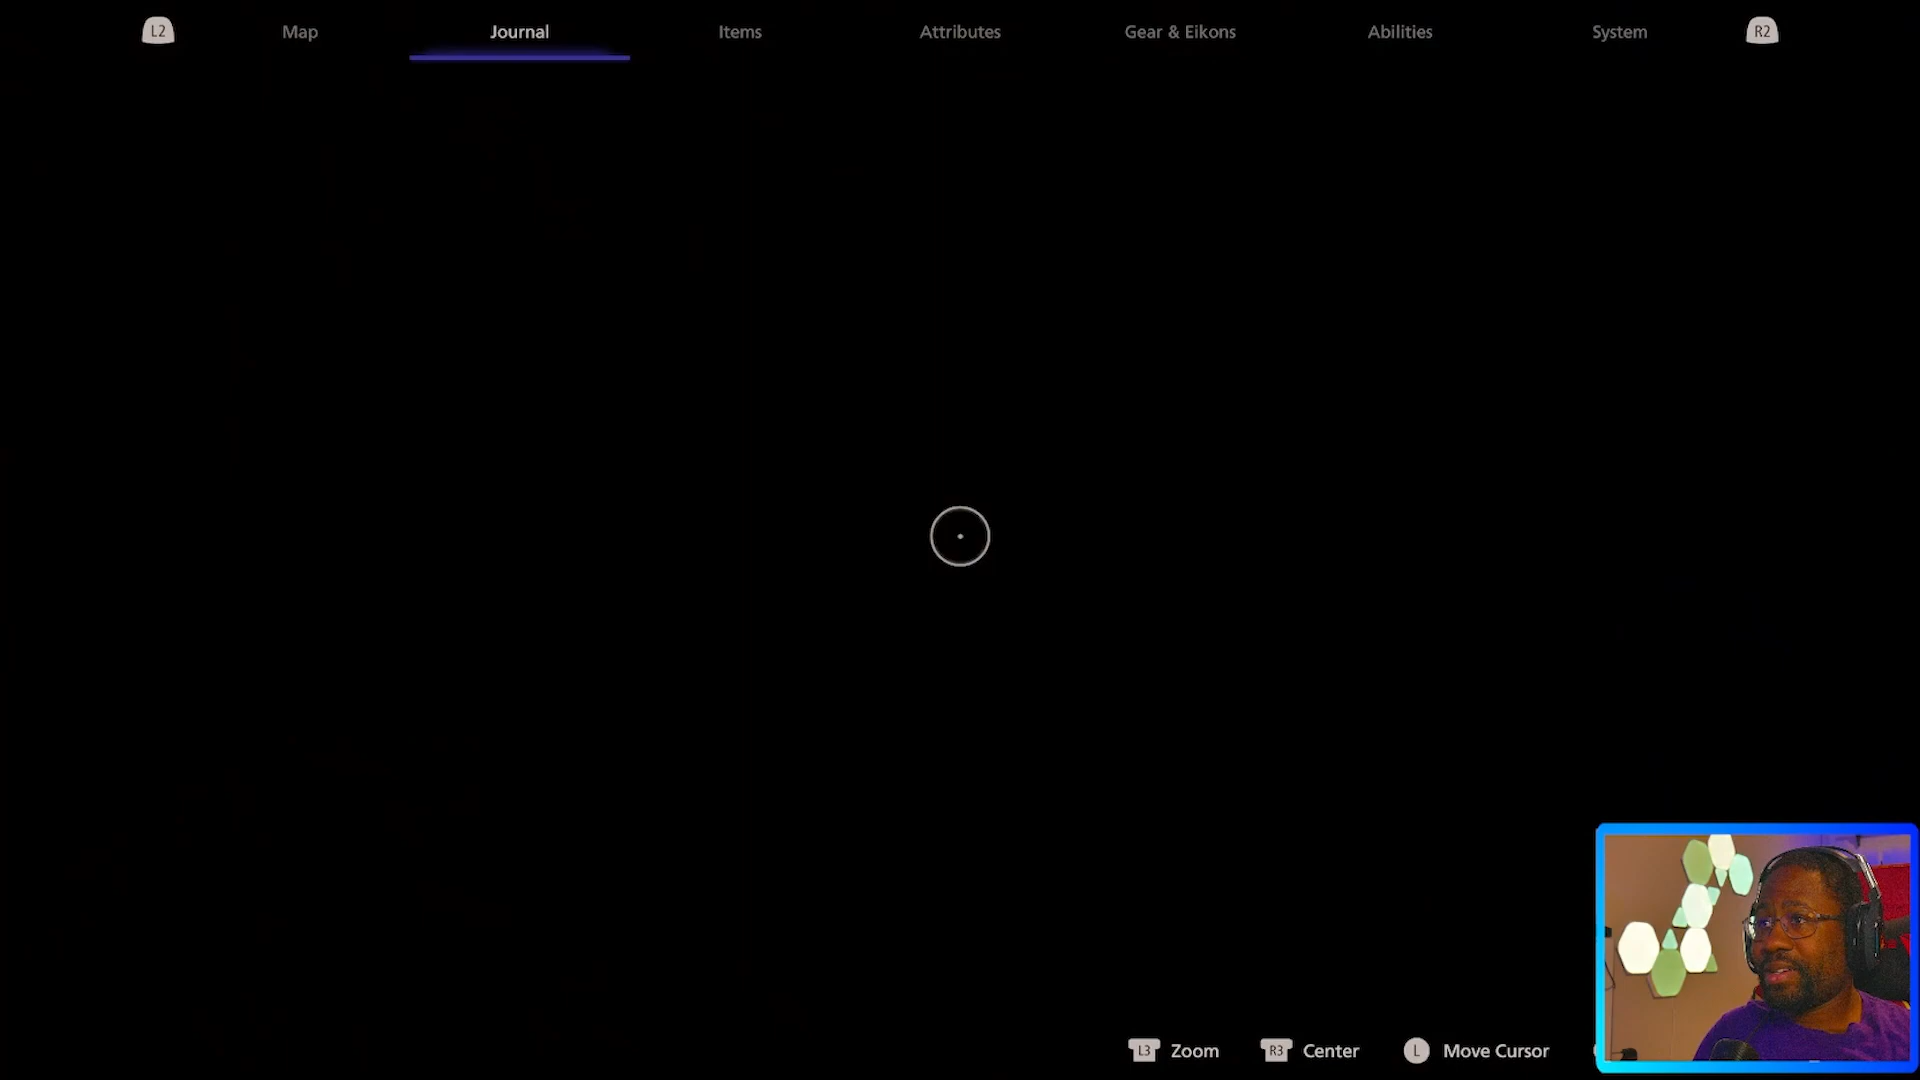 L2 Map Journal Items Attributes Gear & Eikons Abilities System R2
L3 Zoom R3 Center L Move Cursor